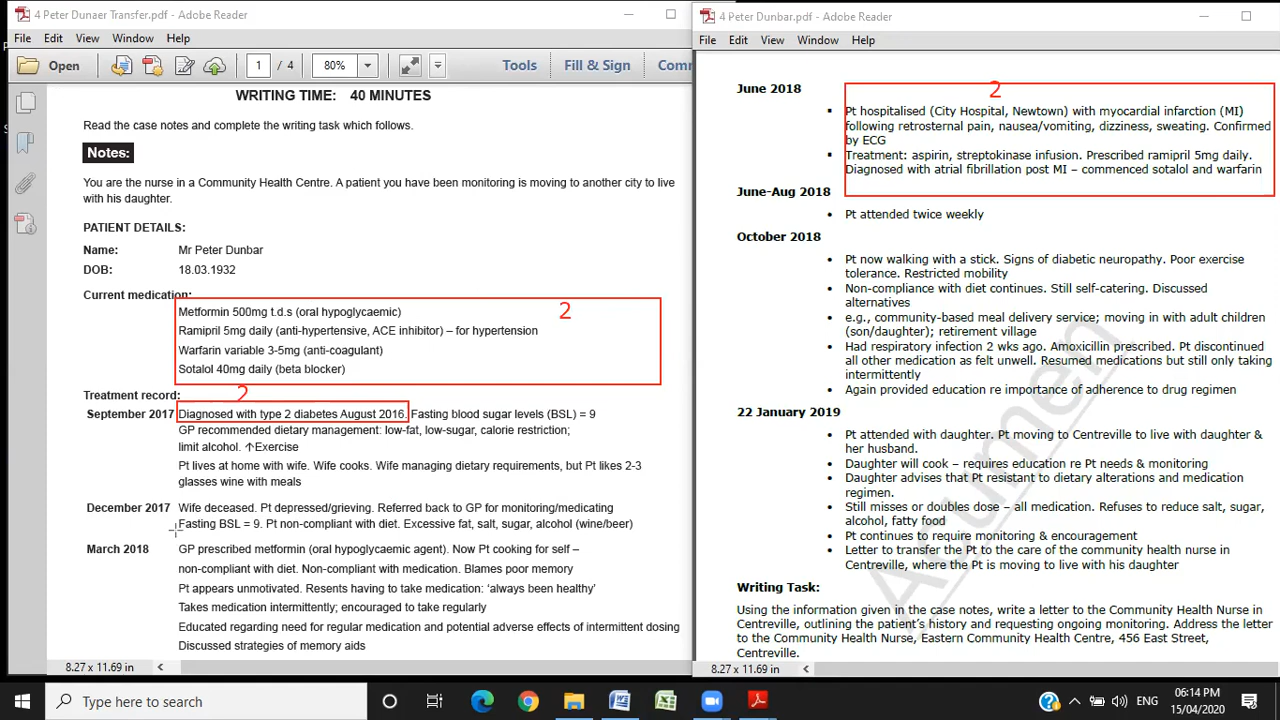 4 Peter Dunaer Transfer.pdf - Adobe Reader
File Edit View Window Help
Open 1 / 4 80% Tools Fill & Sign Comm
WRITING TIME: 40 MINUTES
Read the case notes and complete the writing task which follows.
Notes:
You are the nurse in a Community Health Centre. A patient you have been monitoring is moving to another city to live
with his daughter.
PATIENT DETAILS:
Name: Mr Peter Dunbar
DOB: 18.03.1932
Current medication:
Metformin 500mg t.d.s (oral hypoglycaemic) 2
Ramipril 5mg daily (anti-hypertensive, ACE inhibitor) – for hypertension
Warfarin variable 3-5mg (anti-coagulant)
Sotalol 40mg daily (beta blocker)
Treatment record: 2
September 2017 Diagnosed with type 2 diabetes August 2016. Fasting blood sugar levels (BSL) = 9
GP recommended dietary management: low-fat, low-sugar, calorie restriction;
limit alcohol. ↑Exercise
Pt lives at home with wife. Wife cooks. Wife managing dietary requirements, but Pt likes 2-3
glasses wine with meals
December 2017 Wife deceased. Pt depressed/grieving. Referred back to GP for monitoring/medicating
Fasting BSL = 9. Pt non-compliant with diet. Excessive fat, salt, sugar, alcohol (wine/beer)
March 2018 GP prescribed metformin (oral hypoglycaemic agent). Now Pt cooking for self –
non-compliant with diet. Non-compliant with medication. Blames poor memory
Pt appears unmotivated. Resents having to take medication: ‘always been healthy’
Takes medication intermittently; encouraged to take regularly
Educated regarding need for regular medication and potential adverse effects of intermittent dosing
Discussed strategies of memory aids
8.27 x 11.69 in
4 Peter Dunbar.pdf - Adobe Reader
File Edit View Window Help
June 2018 2
• Pt hospitalised (City Hospital, Newtown) with myocardial infarction (MI)
following retrosternal pain, nausea/vomiting, dizziness, sweating. Confirmed
by ECG
• Treatment: aspirin, streptokinase infusion. Prescribed ramipril 5mg daily.
• Diagnosed with atrial fibrillation post MI – commenced sotalol and warfarin
June-Aug 2018
• Pt attended twice weekly
October 2018
• Pt now walking with a stick. Signs of diabetic neuropathy. Poor exercise
tolerance. Restricted mobility
• Non-compliance with diet continues. Still self-catering. Discussed
alternatives
• e.g., community-based meal delivery service; moving in with adult children
(son/daughter); retirement village
• Had respiratory infection 2 wks ago. Amoxicillin prescribed. Pt discontinued
all other medication as felt unwell. Resumed medications but still only taking
intermittently
• Again provided education re importance of adherence to drug regimen
22 January 2019
• Pt attended with daughter. Pt moving to Centreville to live with daughter &
her husband.
• Daughter will cook – requires education re Pt needs & monitoring
• Daughter advises that Pt resistant to dietary alterations and medication
regimen.
• Still misses or doubles dose – all medication. Refuses to reduce salt, sugar,
alcohol, fatty food
• Pt continues to require monitoring & encouragement
• Letter to transfer the Pt to the care of the community health nurse in
Centreville, where the Pt is moving to live with his daughter
Writing Task:
Using the information given in the case notes, write a letter to the Community Health Nurse in
Centreville, outlining the patient's history and requesting ongoing monitoring. Address the letter
to the Community Health Nurse, Eastern Community Health Centre, 456 East Street,
Centreville.
Acumen
8.27 x 11.69 in
Type here to search
ENG
06:14 PM
15/04/2020